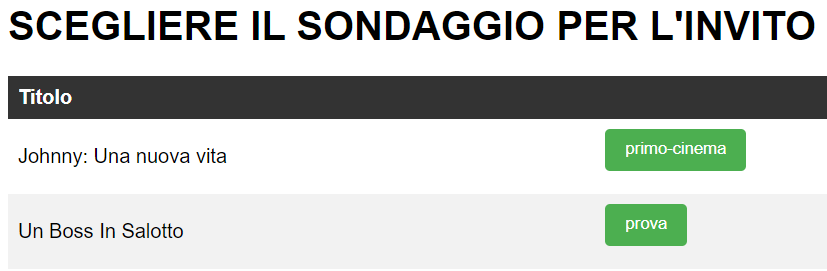 SCEGLIERE IL SONDAGGIO PER L'INVITO
Titolo
Johnny: Una nuova vita primo-cinema
Un Boss In Salotto prova